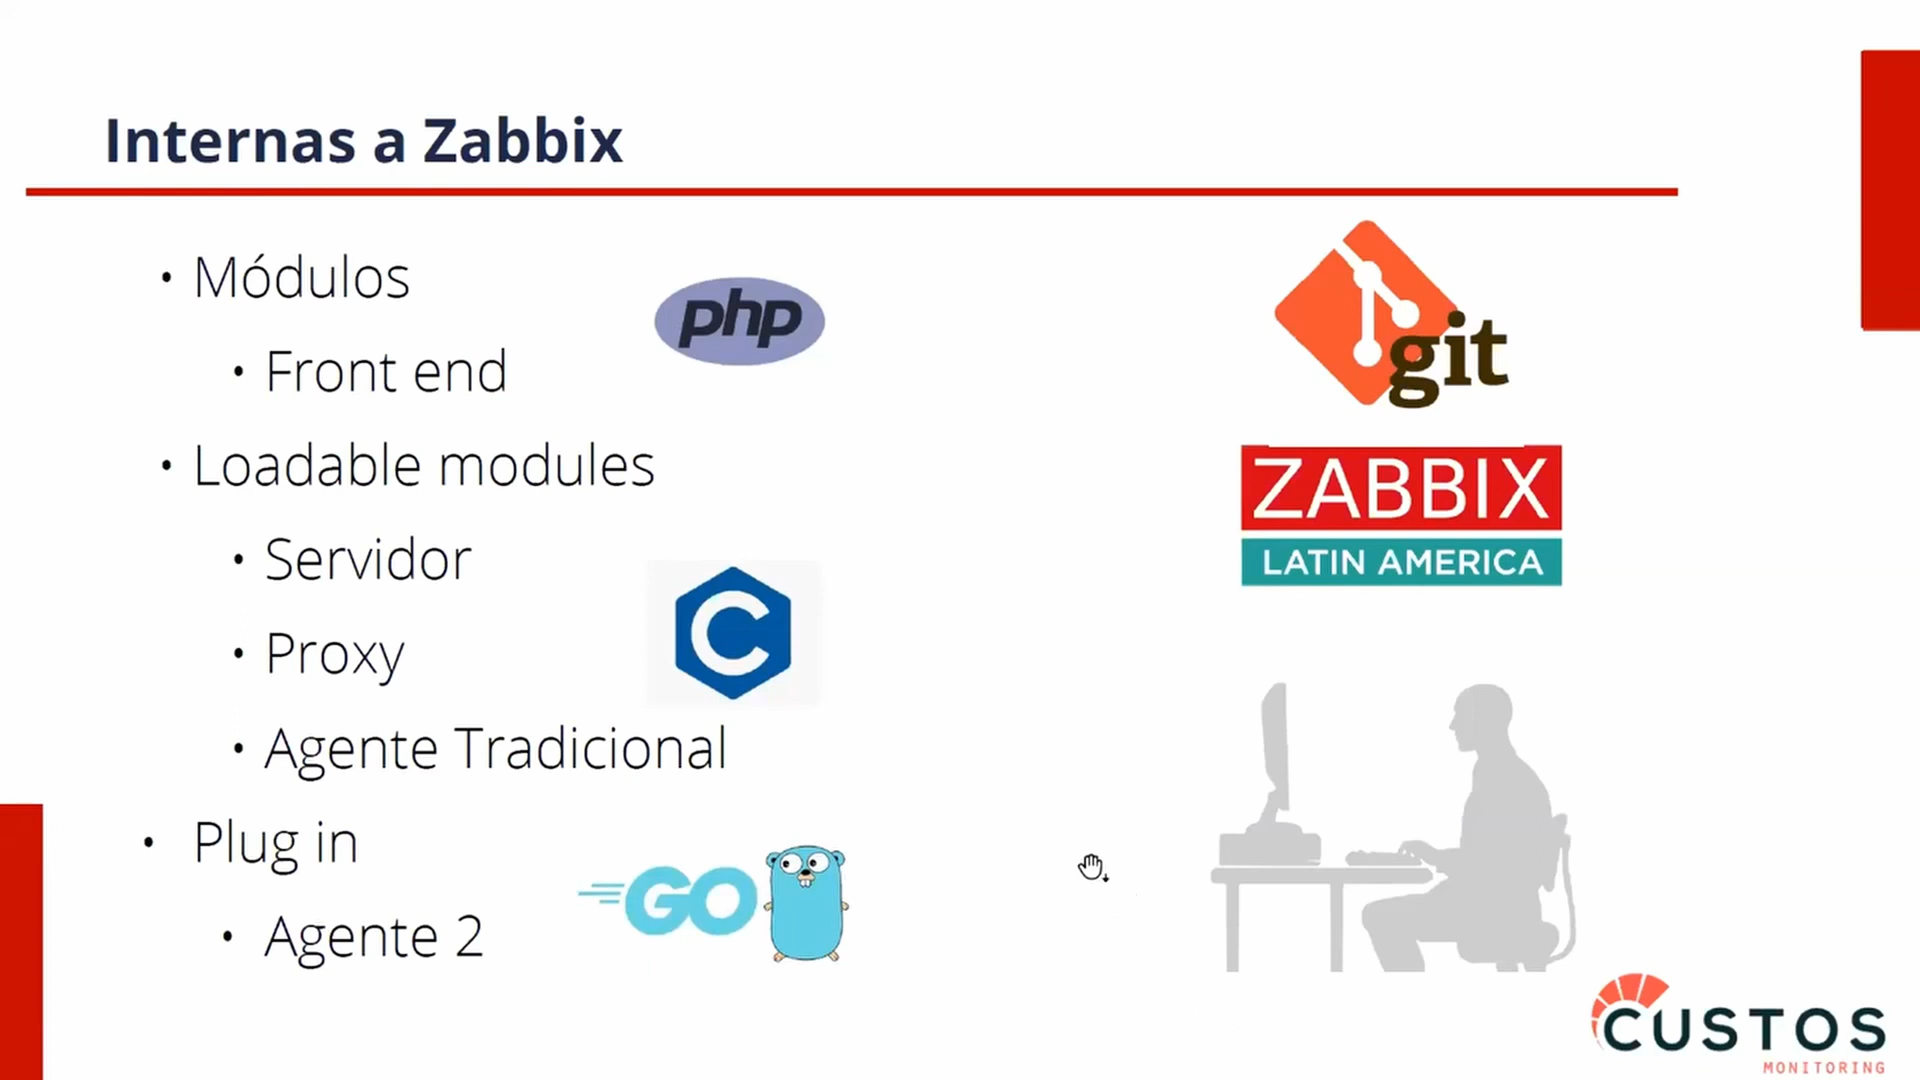 Internas a Zabbix
• Módulos
• Front end
php
• Loadable modules
• Servidor
• Proxy
• Agente Tradicional
C
• Plug in
• Agente 2
GO
git
ZABBIX
LATIN AMERICA
CUSTOS
MONITORING